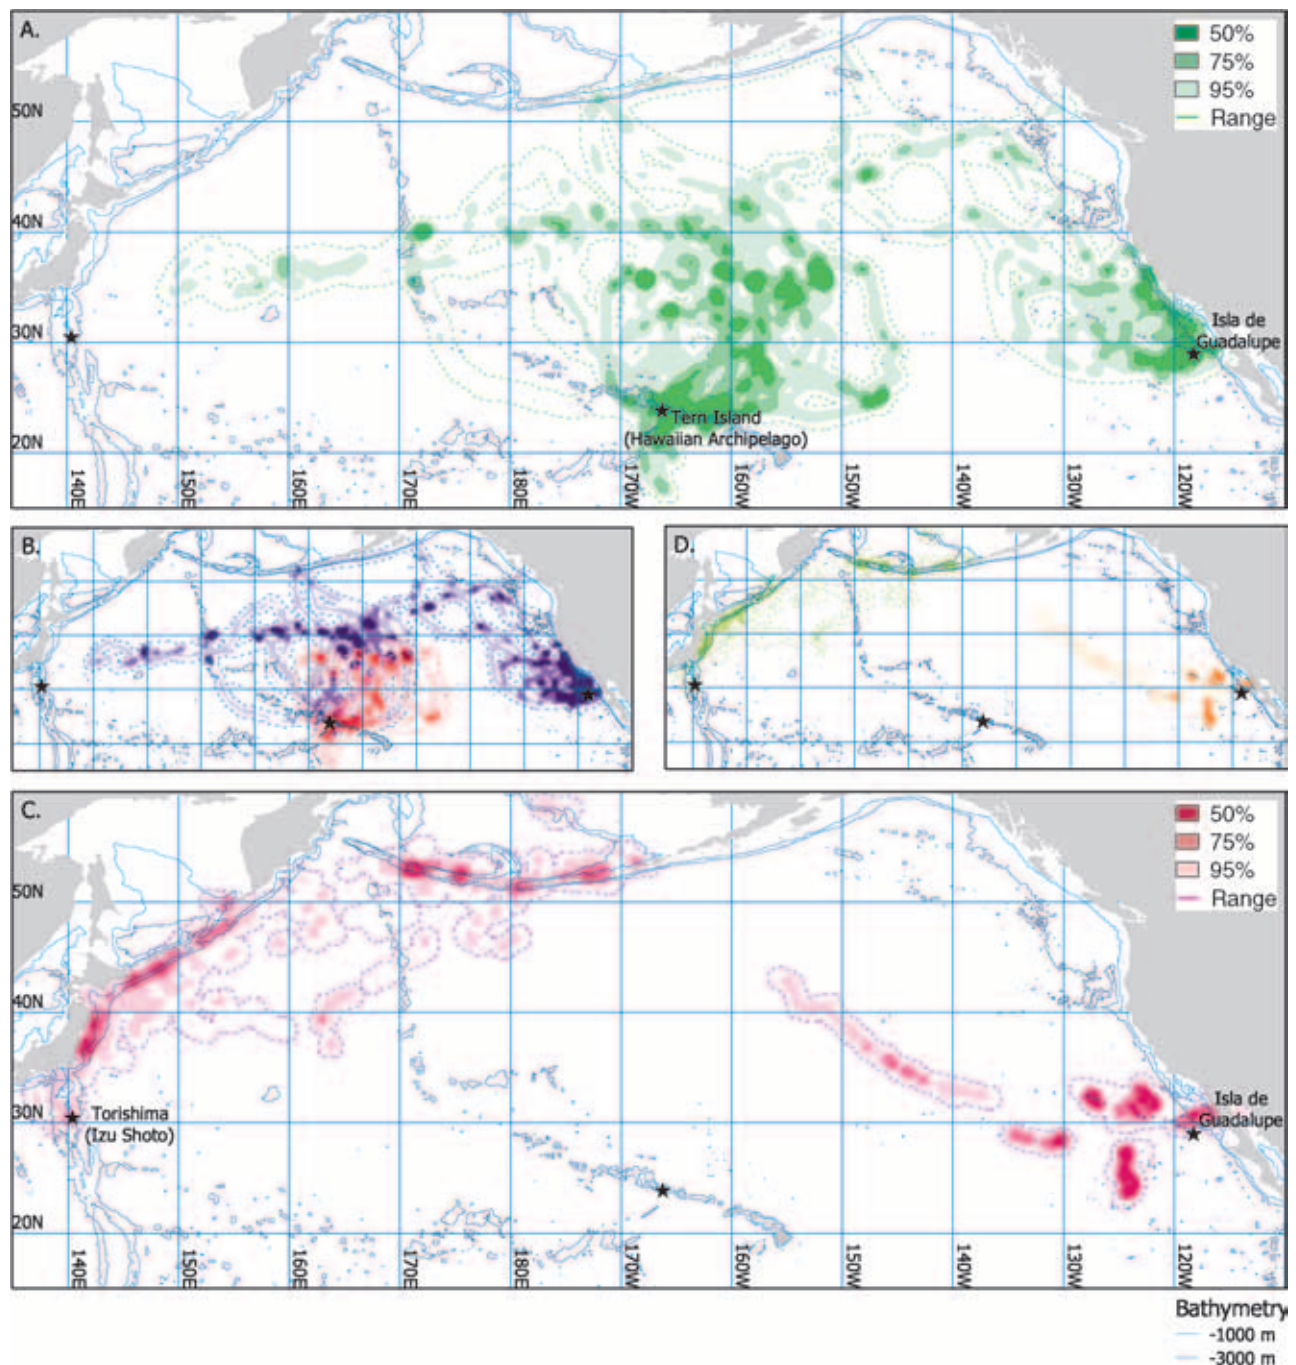 A.
50%
75%
95%
Range
50N
40N
30N
20N
Isla de
Guadalupe
Tern Island
(Hawaiian Archipelago)
140E
150E
160E
170E
180E
170W
160W
150W
140W
130W
120W
B.
D.
C.
50%
75%
95%
Range
50N
40N
30N
20N
Torishima
(Izu Shoto)
Isla de
Guadalupe
140E
150E
160E
170E
180E
170W
160W
150W
140W
130W
120W
Bathymetry
-1000 m
-3000 m